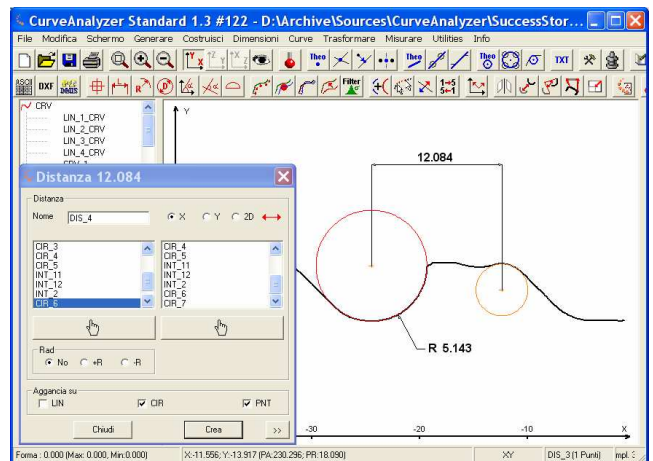 CurveAnalyzer Standard 1.3 #122 - D:\Archive\Sources\CurveAnalyzer\SuccessStor...
File Modifica Schermo Generare Costruisci Dimensioni Curve Trasformare Misurare Utilities Info
Y X Z Y X Z Theo Theo Theo TXT
ASCII DXF Filter 1→5 5←1
CRV
LIN_1_CRV
LIN_2_CRV
LIN_3_CRV
LIN_4_CRV
Y
Distanza 12.084
Distanza
Nome DIS_4 X Y 2D
CIR_3 CIR_4
CIR_4 CIR_5
CIR_5 INT_11
INT_11 INT_12
INT_12 INT_2
INT_2 CIR_6
CIR_6 CIR_7
Rad
No +R -R
Aggancia su
LIN CIR PNT
Chiudi Crea >>
12.084
R 5.143
-30 -20 -10 X
Forma : 0.000 (Max: 0.000, Min:0.000) X:-11.556; Y:-13.917 (PA:230.296; PR:18.090) XY DIS_3 (1 Punti)